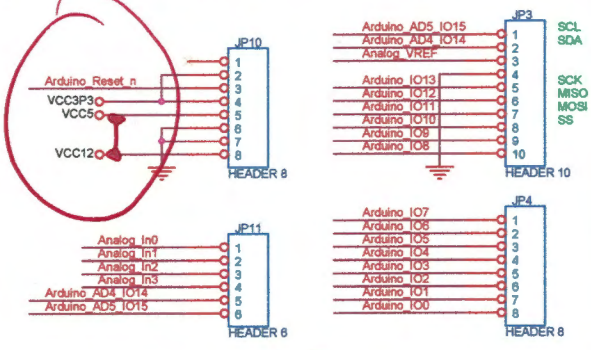 JP10
1
2
Arduino_Reset_n 3
VCC3P3 4
VCC5 5
6
7
VCC12 8
HEADER 8
JP3
Arduino_AD5_IO15 1 SCL
Arduino_AD4_IO14 2 SDA
Analog_VREF 3
4
Arduino_IO13 5 SCK
Arduino_IO12 6 MISO
Arduino_IO11 7 MOSI
Arduino_IO10 8 SS
Arduino_IO9 9
Arduino_IO8 10
HEADER 10
JP11
Analog_In0 1
Analog_In1 2
Analog_In2 3
Analog_In3 4
Arduino_AD4_IO14 5
Arduino_AD5_IO15 6
HEADER 6
JP4
Arduino_IO7 1
Arduino_IO6 2
Arduino_IO5 3
Arduino_IO4 4
Arduino_IO3 5
Arduino_IO2 6
Arduino_IO1 7
Arduino_IO0 8
HEADER 8